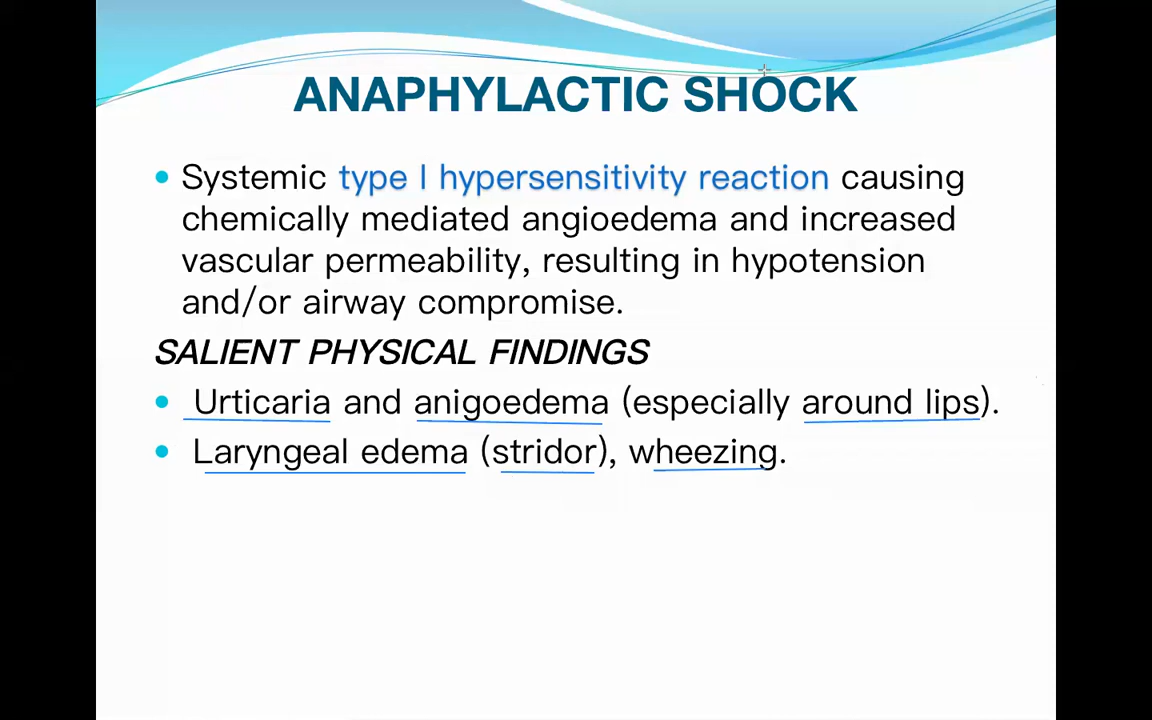 ANAPHYLACTIC SHOCK
• Systemic type I hypersensitivity reaction causing
chemically mediated angioedema and increased
vascular permeability, resulting in hypotension
and/or airway compromise.
SALIENT PHYSICAL FINDINGS
• Urticaria and anigoedema (especially around lips).
• Laryngeal edema (stridor), wheezing.